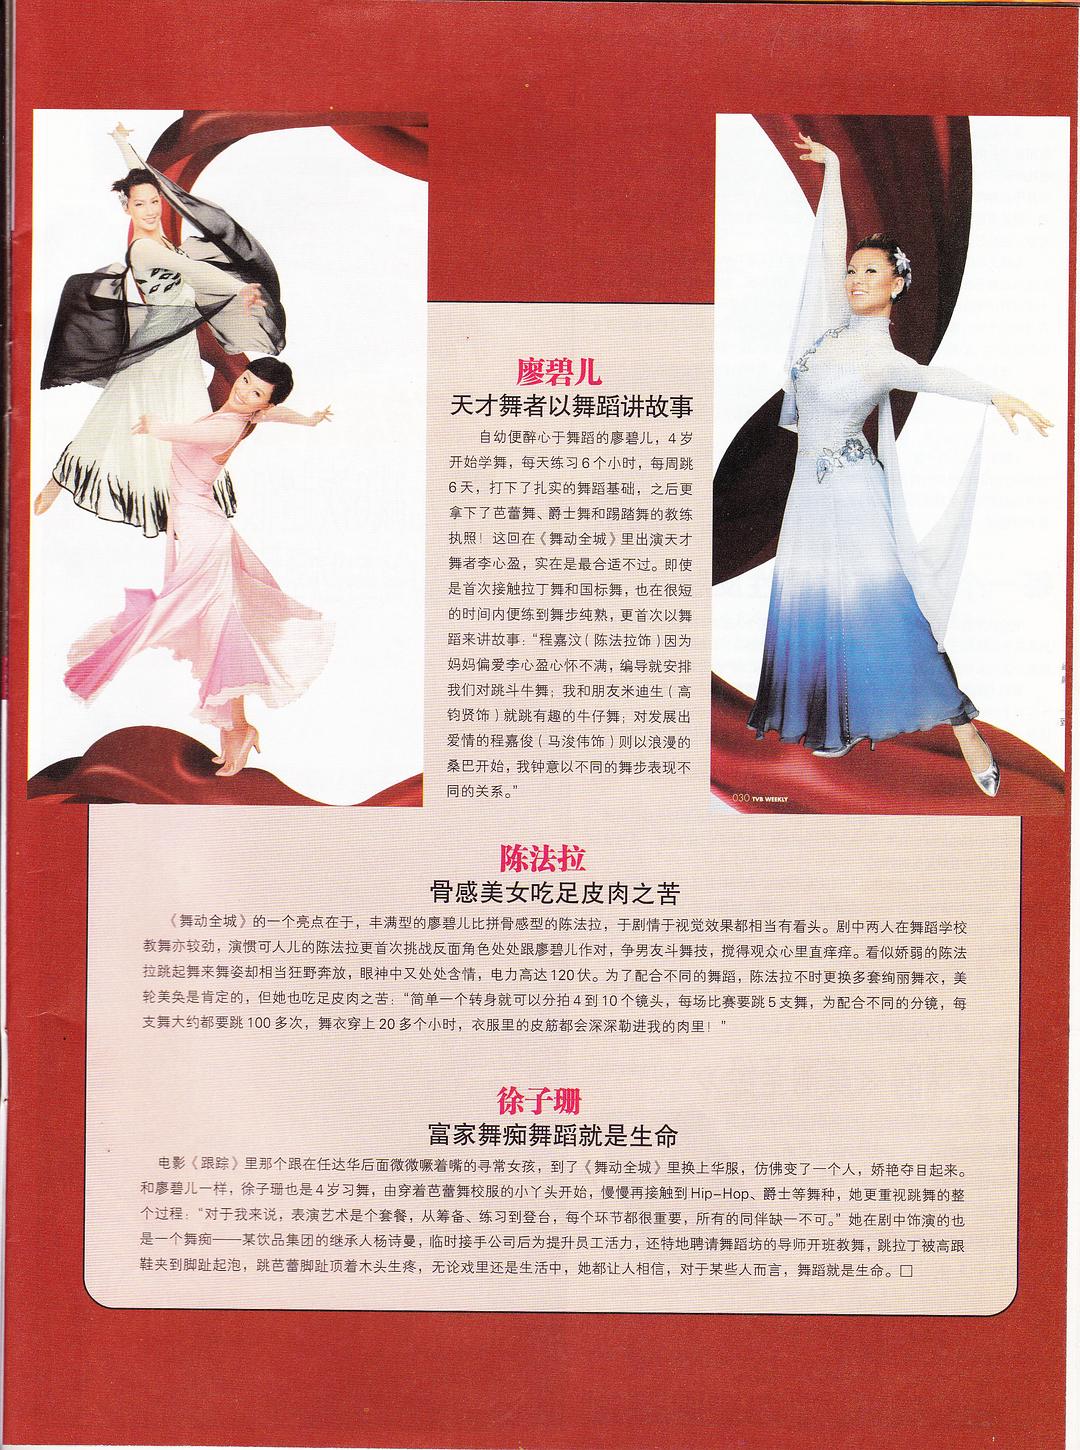 廖碧儿
天才舞者以舞蹈讲故事
自幼便醉心于舞蹈的廖碧儿，4岁
开始学舞，每天练习6个小时，每周跳
6天，打下了扎实的舞蹈基础，之后更
拿下了芭蕾舞、爵士舞和踢踏舞的教练
执照！这回在《舞动全城》里出演天才
舞者李心盈，实在是最合适不过。即使
是首次接触拉丁舞和国标舞，也在很短
的时间内便练到舞步纯熟，更首次以舞
蹈来讲故事：“程嘉汶（陈法拉饰）因为
妈妈偏爱李心盈心怀不满，编导就安排
我们对跳斗牛舞；我和朋友米迪生（高
钧贤饰）就跳有趣的牛仔舞；对发展出
爱情的程嘉俊（马浚伟饰）则以浪漫的
桑巴开始，我钟意以不同的舞步表现不
同的关系。”
030 TVB WEEKLY
陈法拉
骨感美女吃足皮肉之苦
《舞动全城》的一个亮点在于，丰满型的廖碧儿比拼骨感型的陈法拉，于剧情于视觉效果都相当有看头。剧中两人在舞蹈学校
教舞亦较劲，演惯可人儿的陈法拉更首次挑战反面角色处处跟廖碧儿作对，争男友斗舞技，搅得观众心里直痒痒。看似娇弱的陈法
拉跳起舞来舞姿却相当狂野奔放，眼神中又处处含情，电力高达120伏。为了配合不同的舞蹈，陈法拉不时更换多套绚丽舞衣，美
轮美奂是肯定的，但她也吃足皮肉之苦：“简单一个转身就可以分拍4到10个镜头，每场比赛要跳5支舞，为配合不同的分镜，每
支舞大约都要跳100多次，舞衣穿上20多个小时，衣服里的皮筋都会深深勒进我的肉里！”
徐子珊
富家舞痴舞蹈就是生命
电影《跟踪》里那个跟在任达华后面微微噘着嘴的寻常女孩，到了《舞动全城》里换上华服，仿佛变了一个人，娇艳夺目起来。
和廖碧儿一样，徐子珊也是4岁习舞，由穿着芭蕾舞校服的小丫头开始，慢慢再接触到Hip-Hop、爵士等舞种，她更重视跳舞的整
个过程：“对于我来说，表演艺术是个套餐，从筹备、练习到登台，每个环节都很重要，所有的同伴缺一不可。”她在剧中饰演的也
是一个舞痴——某饮品集团的继承人杨诗曼，临时接手公司后为提升员工活力，还特地聘请舞蹈坊的导师开班教舞，跳拉丁被高跟
鞋夹到脚趾起泡，跳芭蕾脚趾顶着木头生疼，无论戏里还是生活中，她都让人相信，对于某些人而言，舞蹈就是生命。□